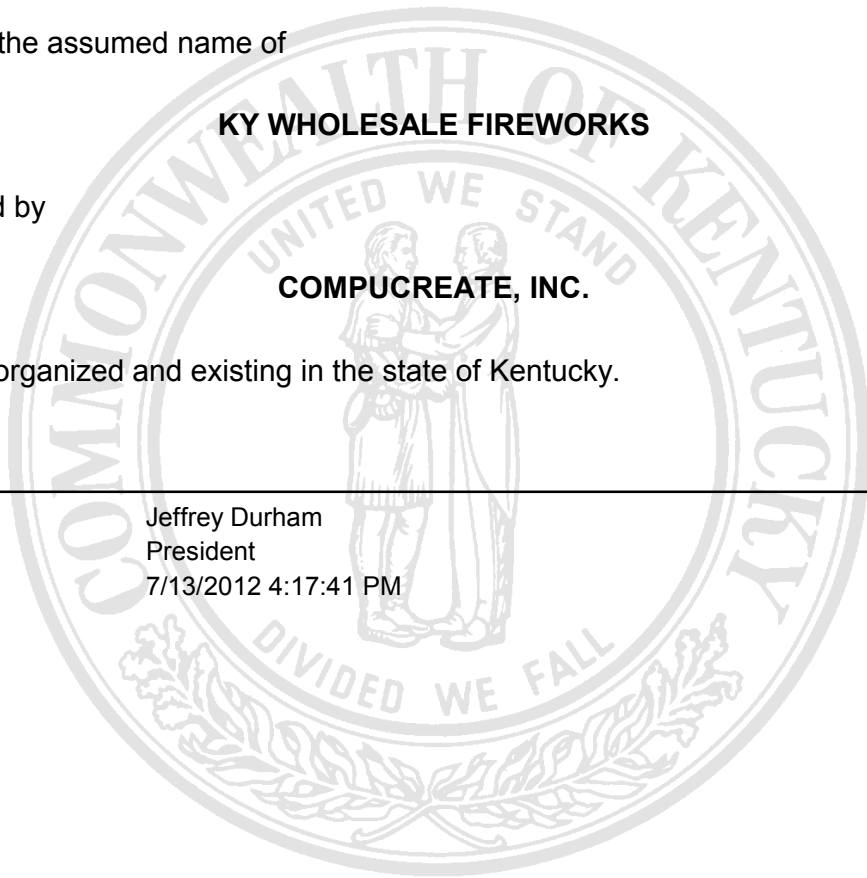 the assumed name of
KY WHOLESALE FIREWORKS
d by
COMPUCREATE, INC.
organized and existing in the state of Kentucky.
Jeffrey Durham
President
7/13/2012 4:17:41 PM
COMMONWEALTH OF KENTUCKY
UNITED WE STAND
DIVIDED WE FALL